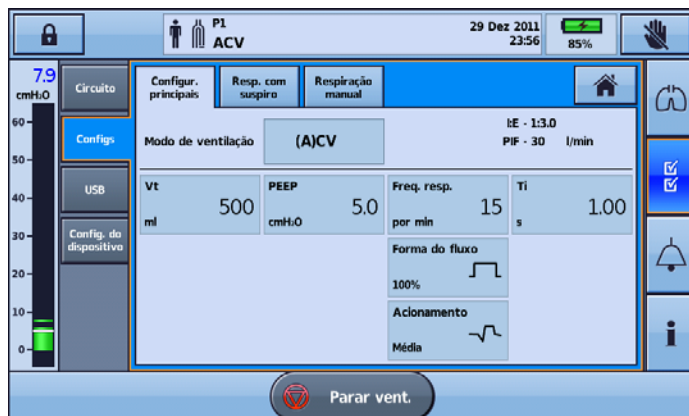 P1
ACV
29 Dez 2011
23:56
85%
7.9
cmH₂O
60
50
40
30
20
10
0
Circuito
Configs
USB
Config. do
dispositivo
Configur.
principais
Resp. com
suspiro
Respiração
manual
Modo de ventilação
(A)CV
I:E - 1:3.0
PIF - 30 l/min
Vt
500
ml
PEEP
5.0
cmH₂O
Freq. resp.
15
por min
Ti
1.00
s
Forma do fluxo
100%
Acionamento
Média
Parar vent.